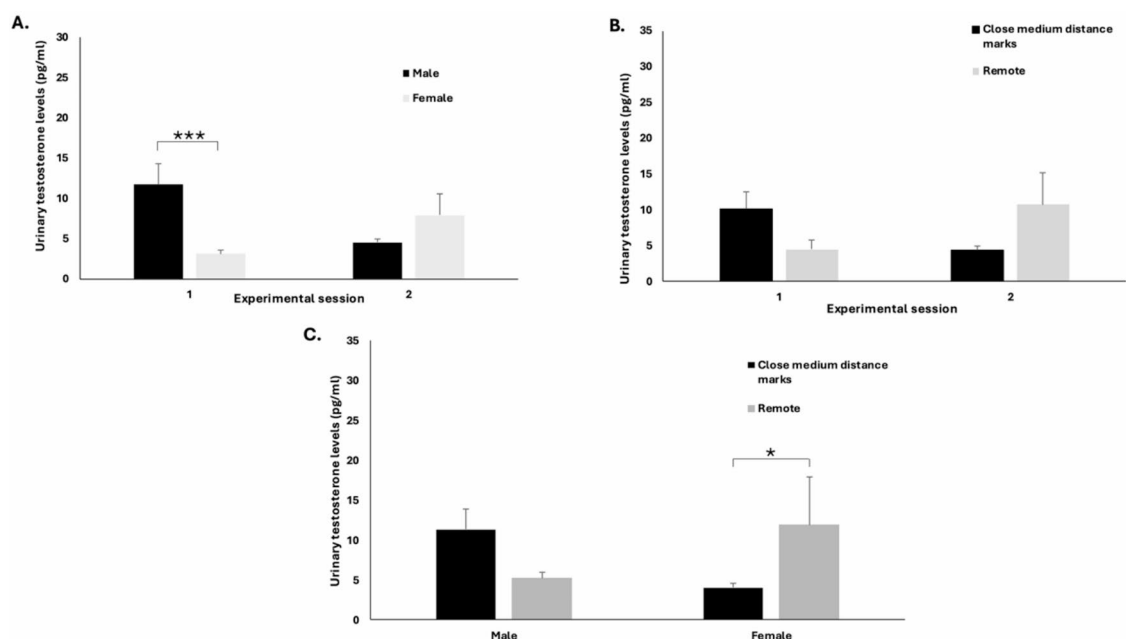 A.
Urinary testosterone levels (pg/ml)
30
25
20
15
10
5
0
Male
Female
***
1
2
Experimental session
B.
Urinary testosterone levels (pg/ml)
35
30
25
20
15
10
5
0
Close medium distance
marks
Remote
1
2
Experimental session
C.
Urinary testosterone levels (pg/ml)
35
30
25
20
15
10
5
0
Close medium distance
marks
Remote
*
Male
Female